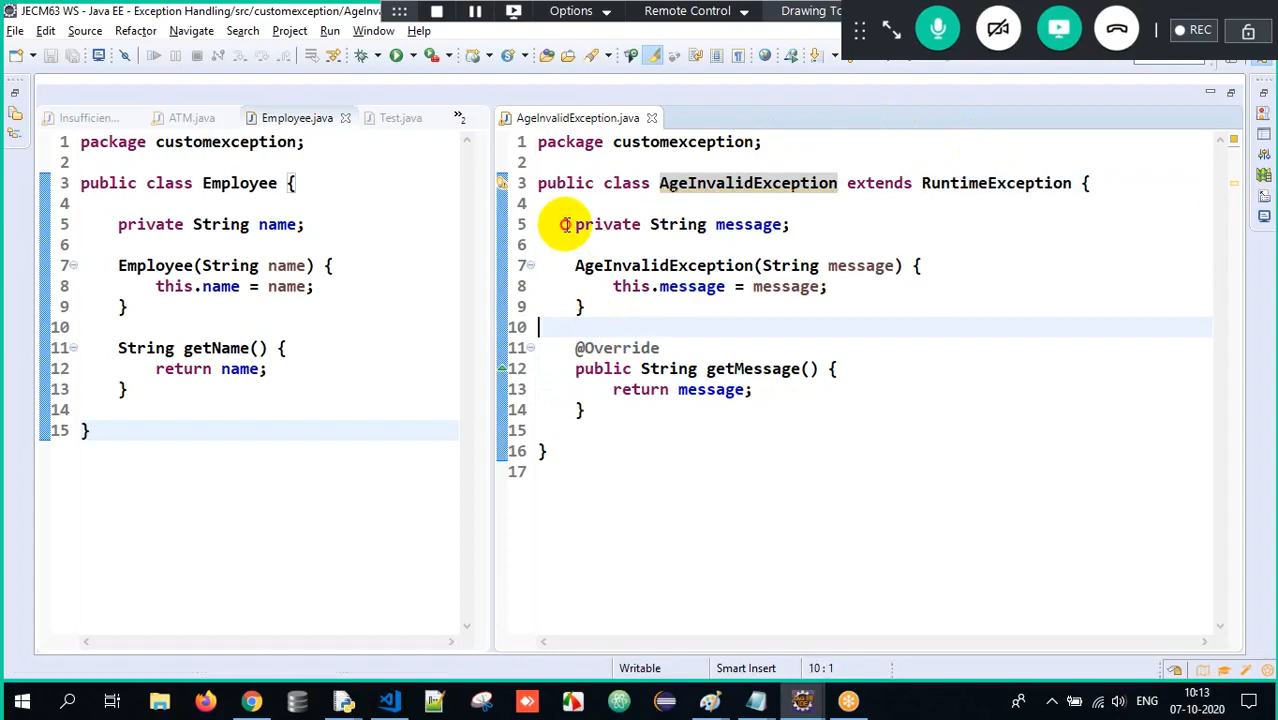 JECM63 WS - Java EE - Exception Handling/src/customexception/AgeInva
Options
Remote Control
Drawing To
REC
File Edit Source Refactor Navigate Search Project Run Window Help
Insufficien...
ATM.java
Employee.java
Test.java
»2
AgeInvalidException.java
1 package customexception;
2
3 public class Employee {
4
5 private String name;
6
7 Employee(String name) {
8 this.name = name;
9 }
10
11 String getName() {
12 return name;
13 }
14
15 }
1 package customexception;
2
3 public class AgeInvalidException extends RuntimeException {
4
5 private String message;
6
7 AgeInvalidException(String message) {
8 this.message = message;
9 }
10
11 @Override
12 public String getMessage() {
13 return message;
14 }
15
16 }
17
Writable
Smart Insert
10 : 1
ENG
10:13
07-10-2020